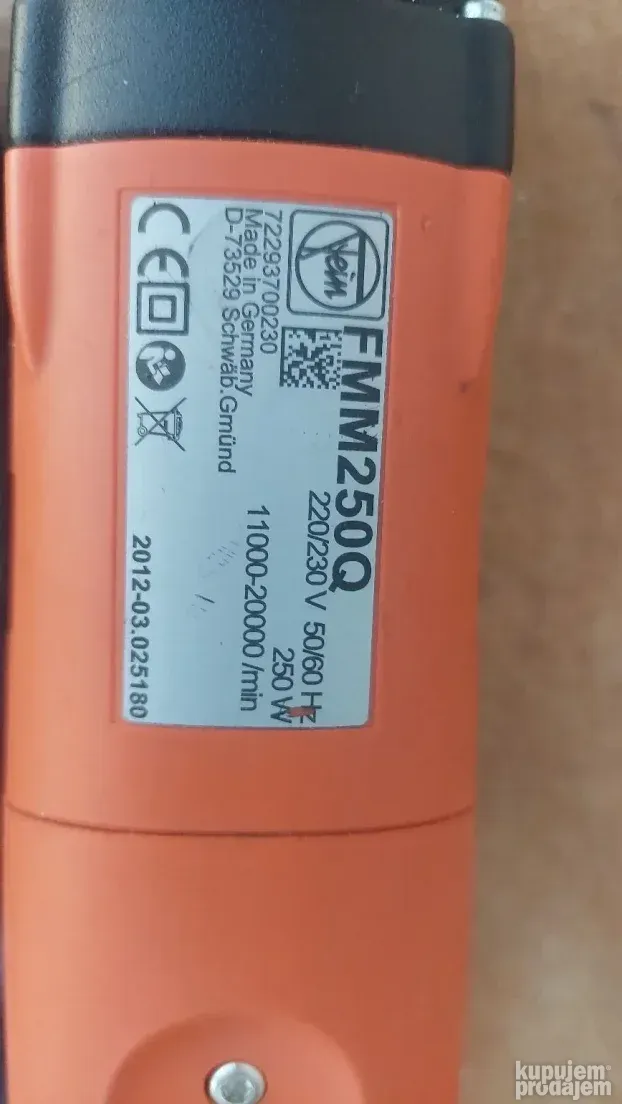 Fein
FMM250Q
72293700230
Made in Germany
D-73529 Schwäb.Gmünd
220/230 V 50/60 Hz
250 W
11000-20000 /min
CE
2012-03.025180
kupujem
prodajem